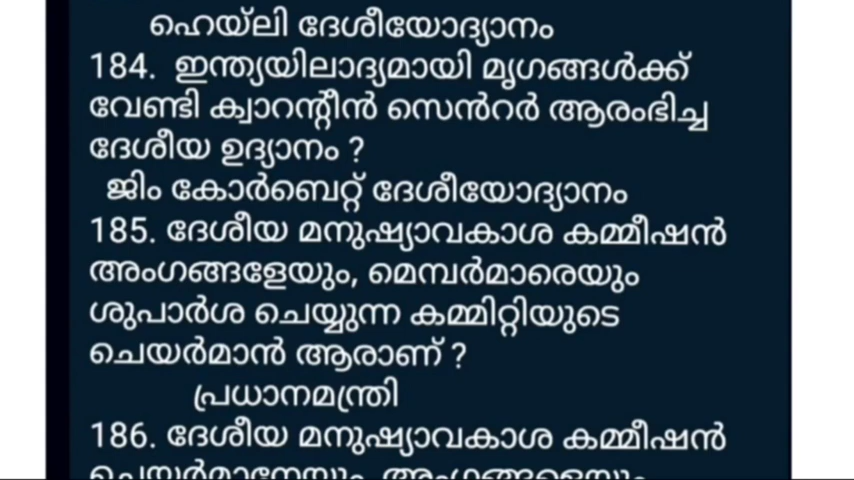 ഹെയ്‌ലി ദേശീയോദ്യാനം
184. ഇന്ത്യയിലാദ്യമായി മൃഗങ്ങൾക്ക്
വേണ്ടി ക്വാറന്റീൻ സെൻറർ ആരംഭിച്ച
ദേശീയ ഉദ്യാനം ?
ജിം കോർബെറ്റ് ദേശീയോദ്യാനം
185. ദേശീയ മനുഷ്യാവകാശ കമ്മീഷൻ
അംഗങ്ങളേയും, മെമ്പർമാരെയും
ശുപാർശ ചെയ്യുന്ന കമ്മിറ്റിയുടെ
ചെയർമാൻ ആരാണ് ?
പ്രധാനമന്ത്രി
186. ദേശീയ മനുഷ്യാവകാശ കമ്മീഷൻ